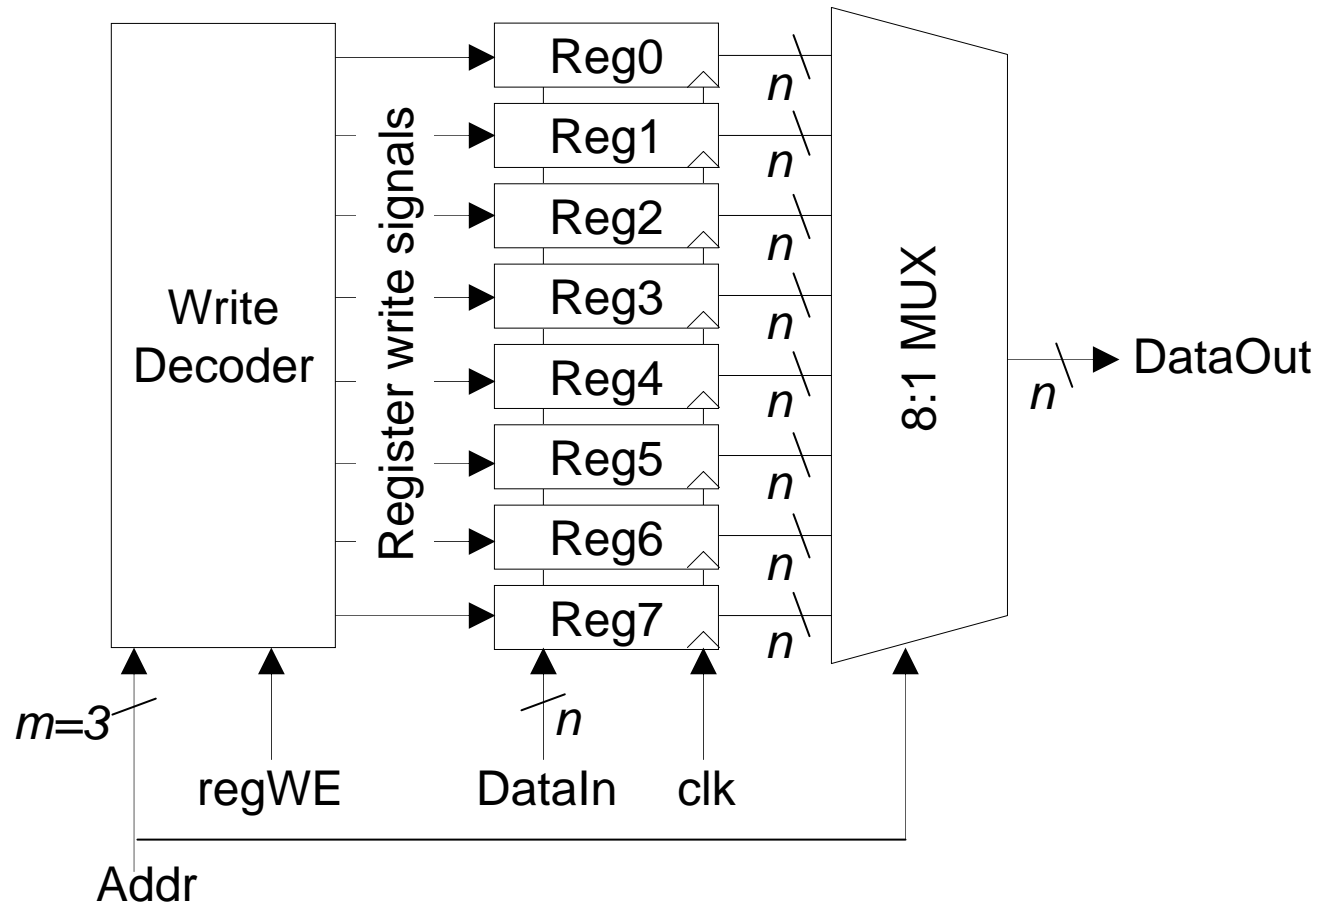 Write
Decoder
Register write signals
Reg0
Reg1
Reg2
Reg3
Reg4
Reg5
Reg6
Reg7
n
n
n
n
n
n
n
n
8:1 MUX
n
DataOut
m=3
n
regWE
DataIn
clk
Addr